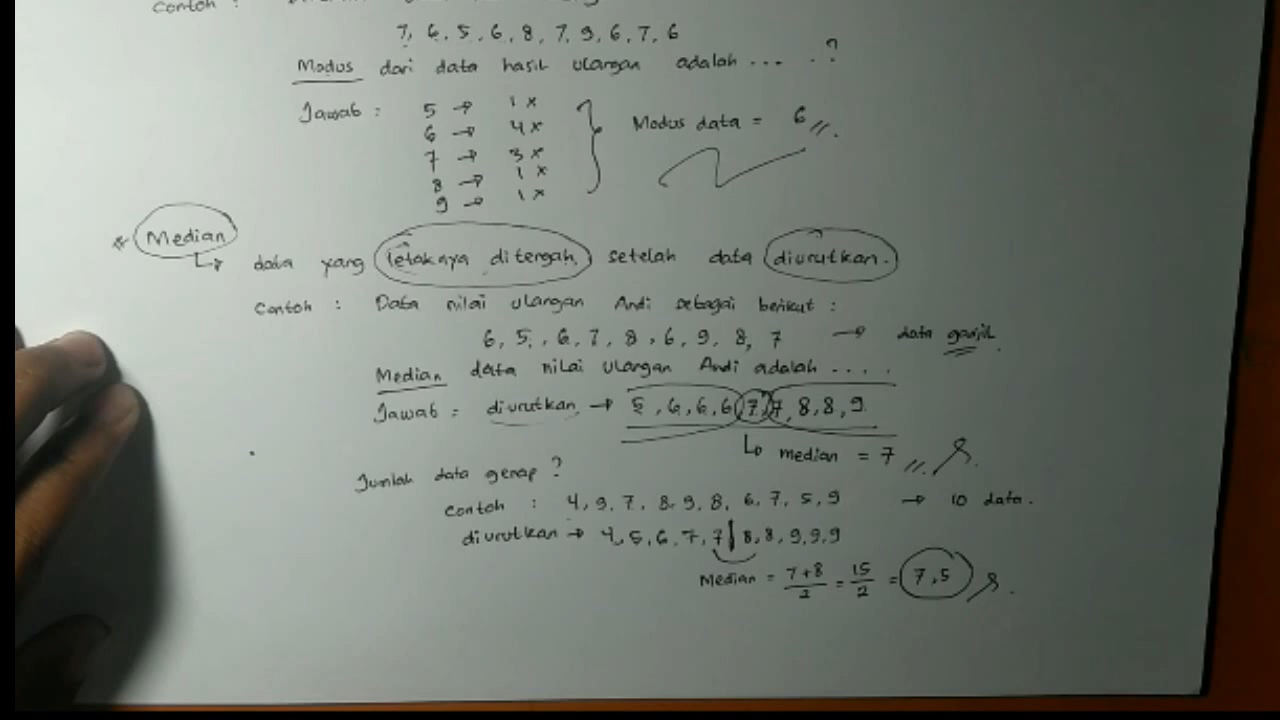 Contoh :
7, 6, 5, 6, 8, 7, 9, 6, 7, 6
Modus dari data hasil ulangan adalah ... . ?
Jawab : 5 → 1 x
6 → 4 x
7 → 3 x
8 → 1 x
9 → 1 x
Modus data = 6 //.
* Median
↳ data yang letaknya ditengah setelah data diurutkan.
Contoh : Data nilai ulangan Andi sebagai berikut :
6, 5, 6, 7, 8, 6, 9, 8, 7 → data ganjil.
Median data nilai ulangan Andi adalah ....
Jawab = diurutkan → 5, 6, 6, 6, 7, 7, 8, 8, 9
↳ median = 7 //
Jumlah data genap ?
Contoh : 4, 9, 7, 8, 9, 8, 6, 7, 5, 9 → 10 data.
diurutkan → 4, 5, 6, 7, 7 | 8, 8, 9, 9, 9
Median = 7+8/2 = 15/2 = 7,5